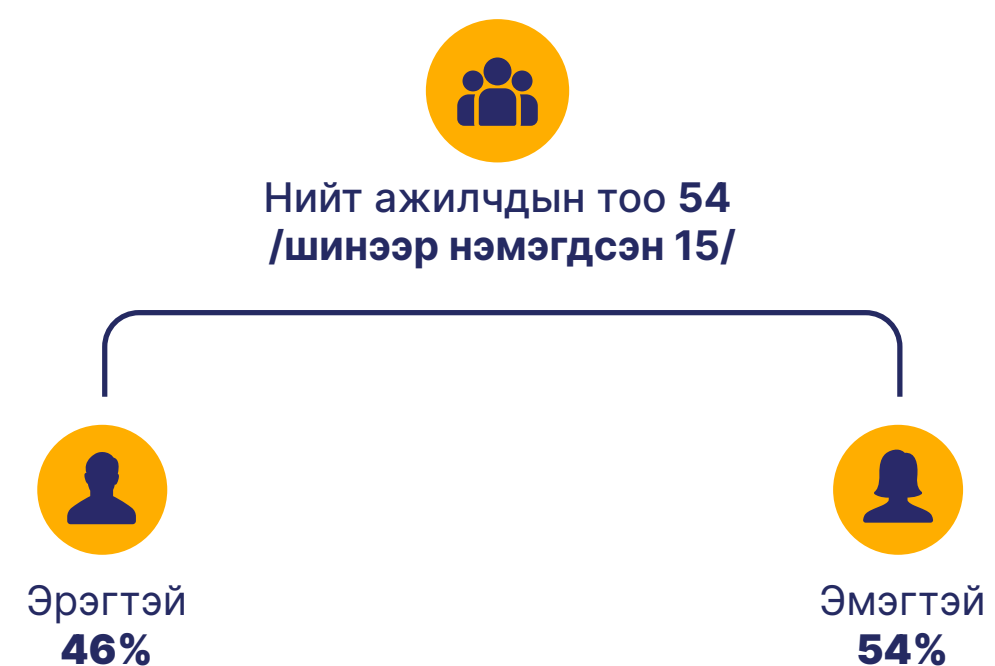 Нийт ажилчдын тоо 54
/шинээр нэмэгдсэн 15/
Эрэгтэй
46%
Эмэгтэй
54%